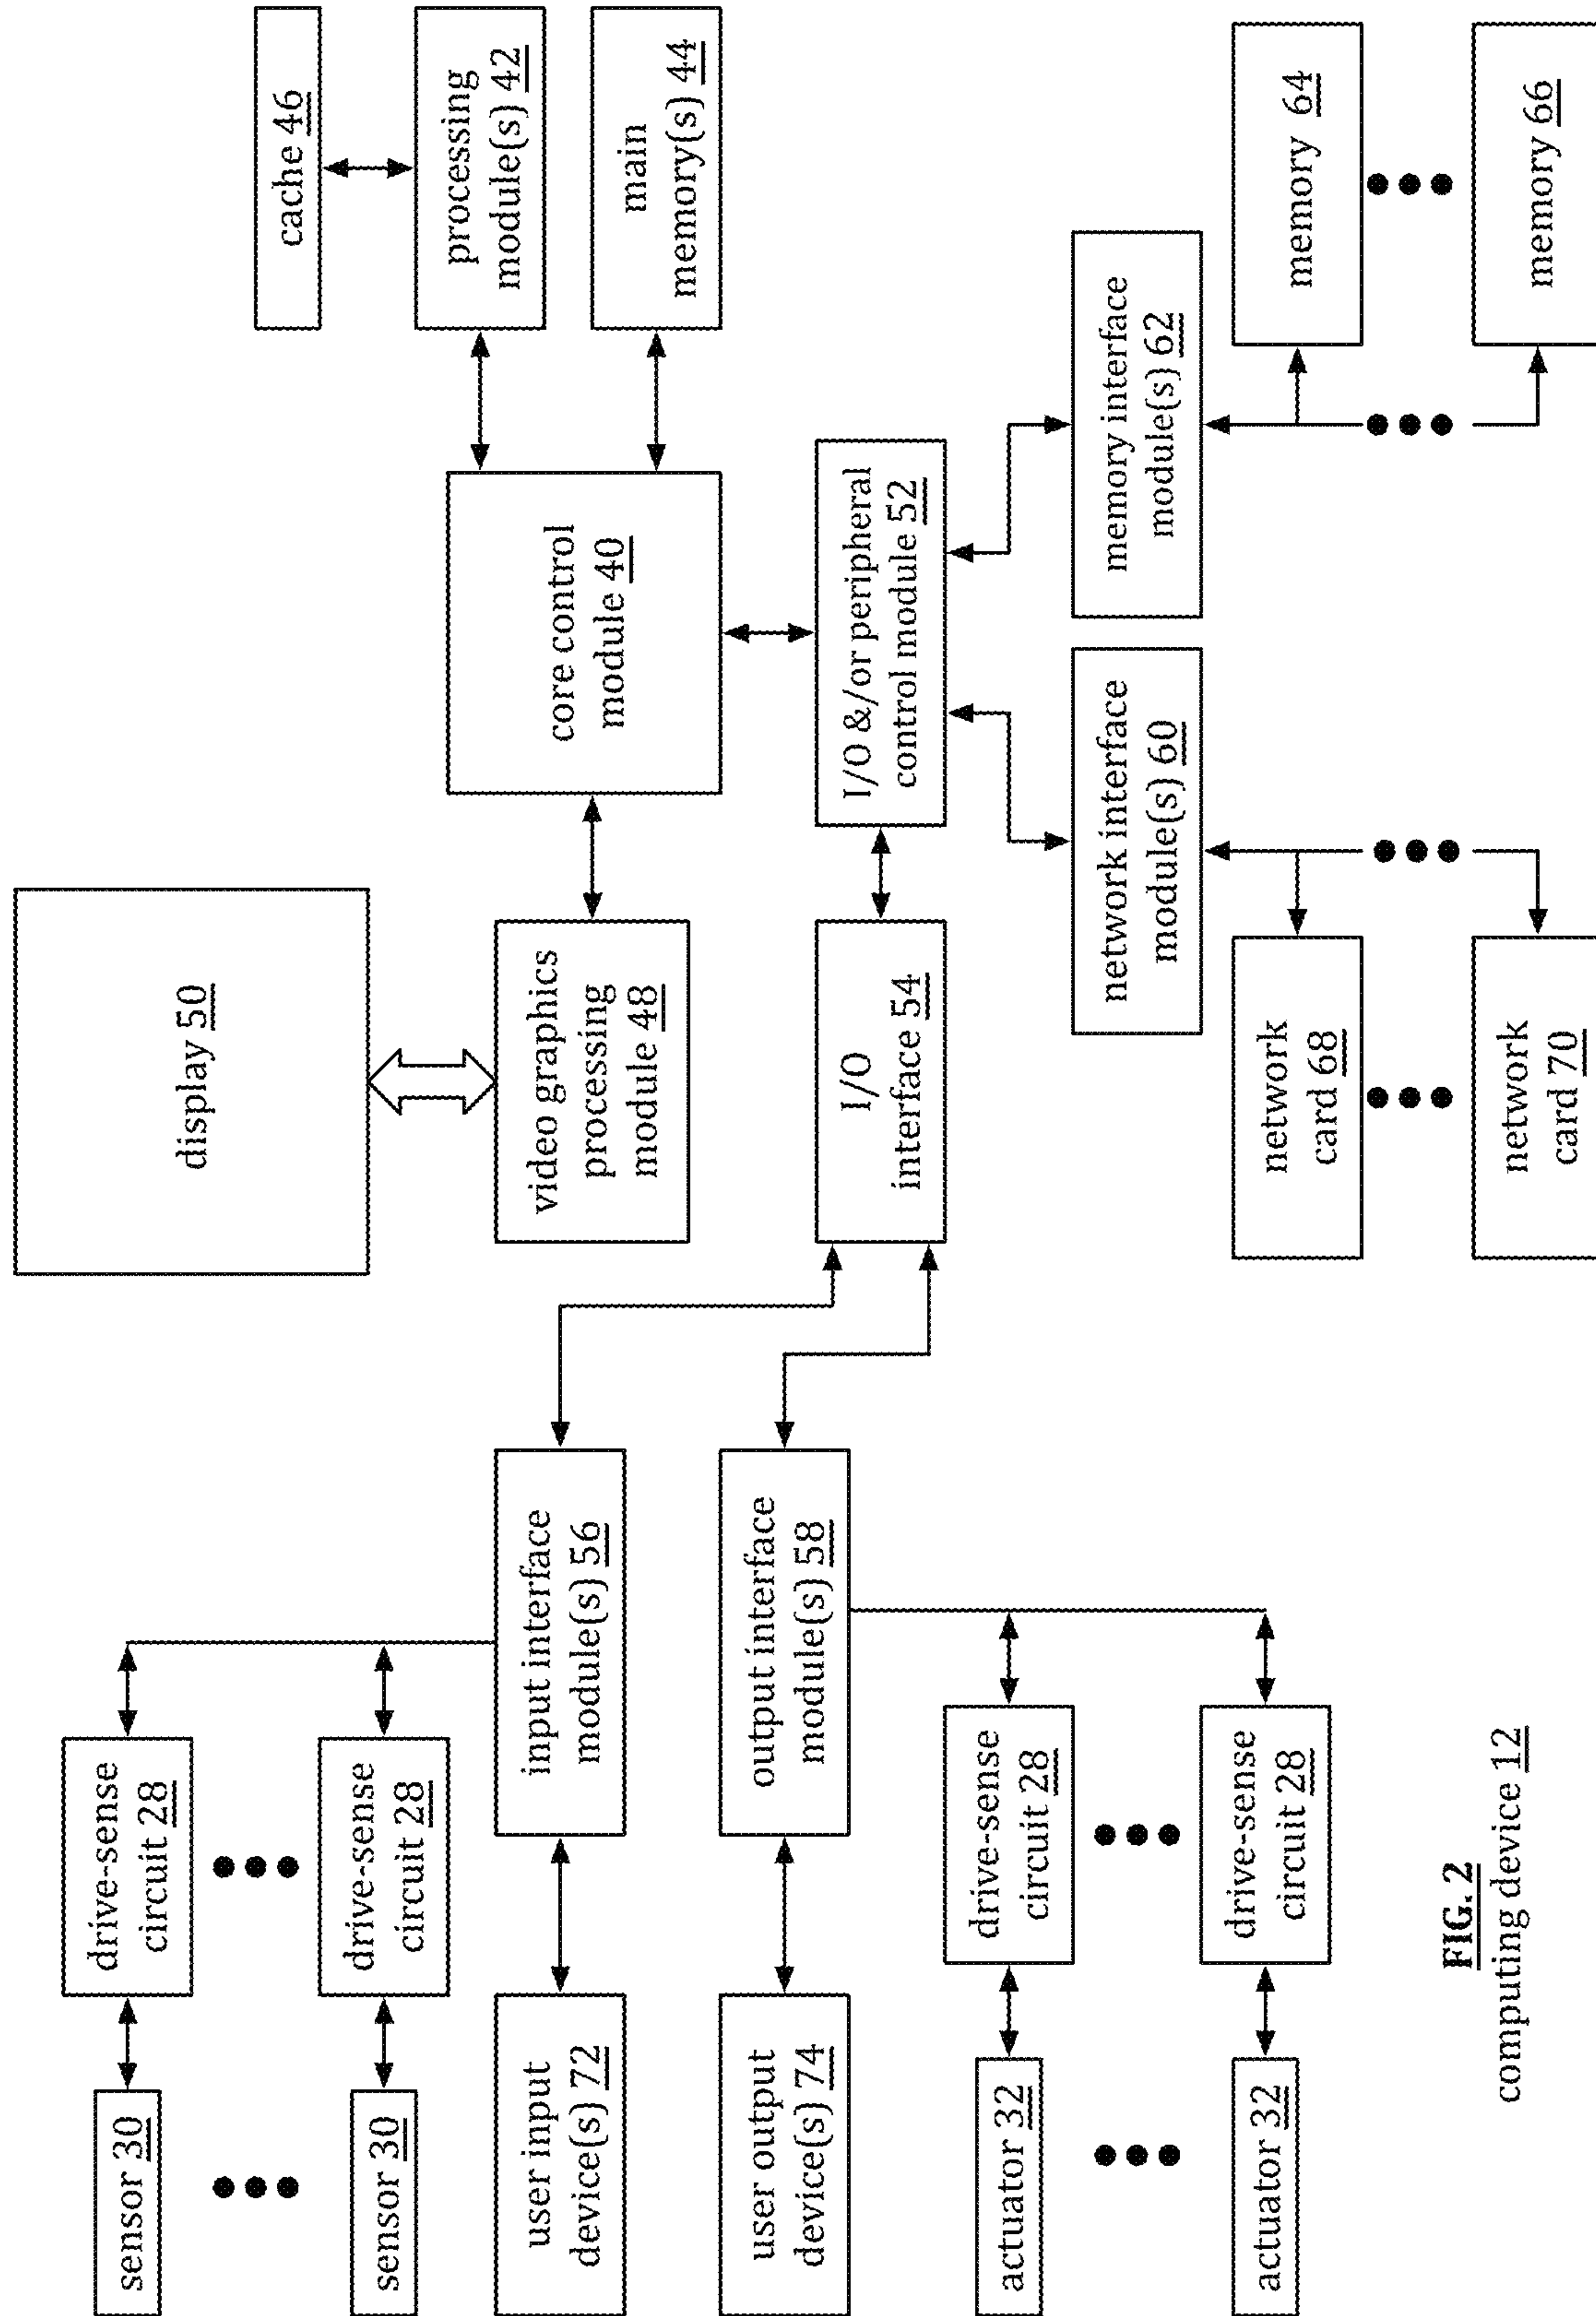 display 50
cache 46
sensor 30
drive-sense
circuit 28
sensor 30
drive-sense
circuit 28
video graphics
processing
module 48
core control
module 40
processing
module(s) 42
main
memory(s) 44
user input
device(s) 72
input interface
module(s) 56
user output
device(s) 74
output interface
module(s) 58
I/O
interface 54
I/O &/or peripheral
control module 52
actuator 32
drive-sense
circuit 28
actuator 32
drive-sense
circuit 28
network interface
module(s) 60
memory interface
module(s) 62
network
card 68
memory 64
network
card 70
memory 66
FIG. 2
computing device 12